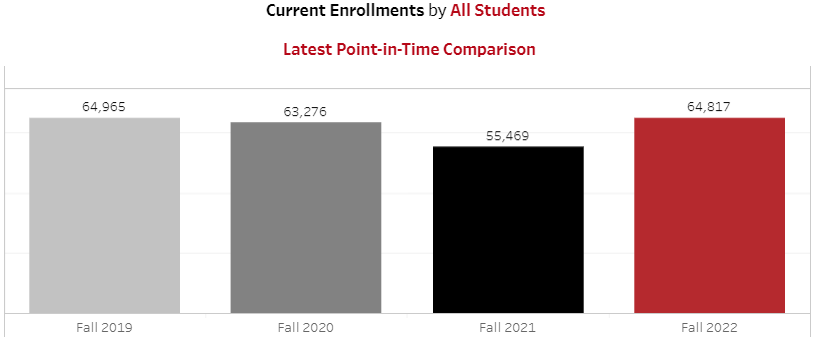 Current Enrollments by All Students
Latest Point-in-Time Comparison
64,965
63,276
55,469
64,817
Fall 2019
Fall 2020
Fall 2021
Fall 2022